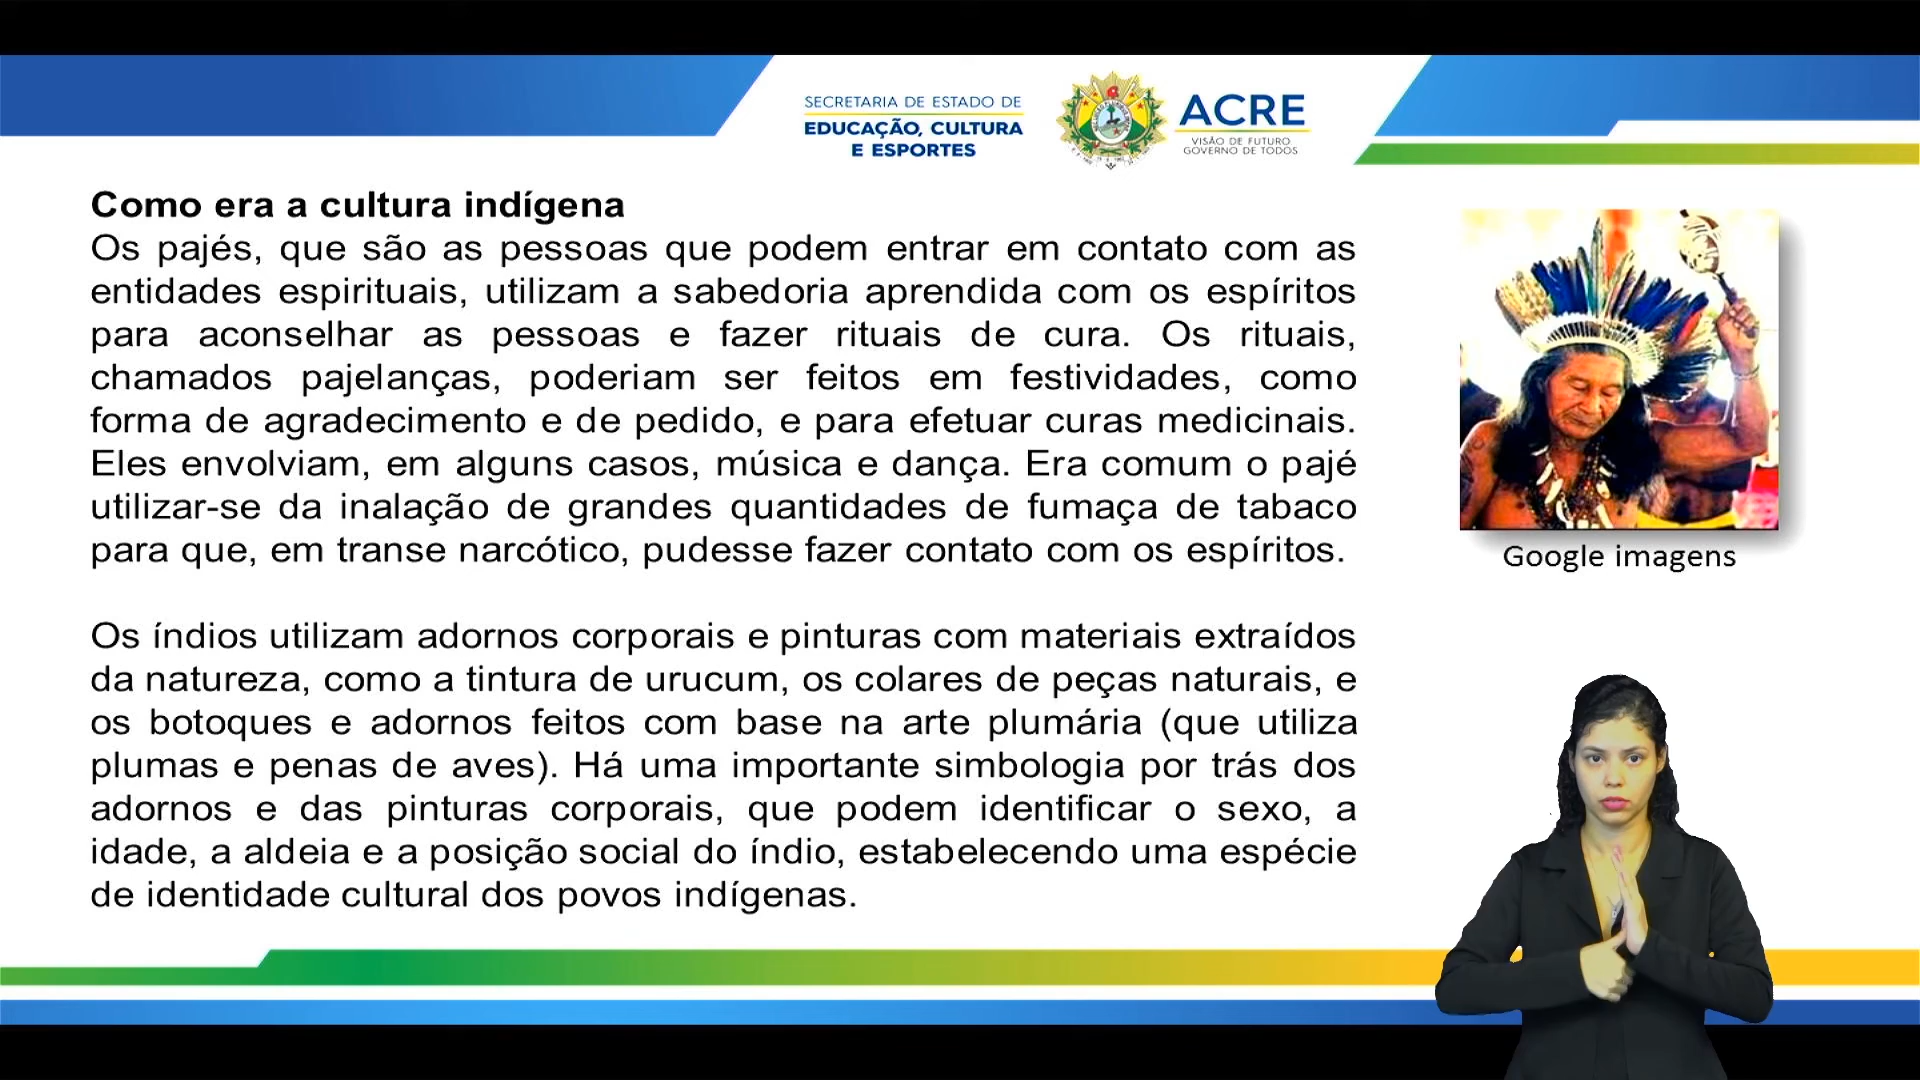 SECRETARIA DE ESTADO DE
EDUCAÇÃO, CULTURA
E ESPORTES
ACRE
VISÃO DE FUTURO
GOVERNO DE TODOS
Como era a cultura indígena
Os pajés, que são as pessoas que podem entrar em contato com as
entidades espirituais, utilizam a sabedoria aprendida com os espíritos
para aconselhar as pessoas e fazer rituais de cura. Os rituais,
chamados pajelanças, poderiam ser feitos em festividades, como
forma de agradecimento e de pedido, e para efetuar curas medicinais.
Eles envolviam, em alguns casos, música e dança. Era comum o pajé
utilizar-se da inalação de grandes quantidades de fumaça de tabaco
para que, em transe narcótico, pudesse fazer contato com os espíritos.
Google imagens
Os índios utilizam adornos corporais e pinturas com materiais extraídos
da natureza, como a tintura de urucum, os colares de peças naturais, e
os botoques e adornos feitos com base na arte plumária (que utiliza
plumas e penas de aves). Há uma importante simbologia por trás dos
adornos e das pinturas corporais, que podem identificar o sexo, a
idade, a aldeia e a posição social do índio, estabelecendo uma espécie
de identidade cultural dos povos indígenas.